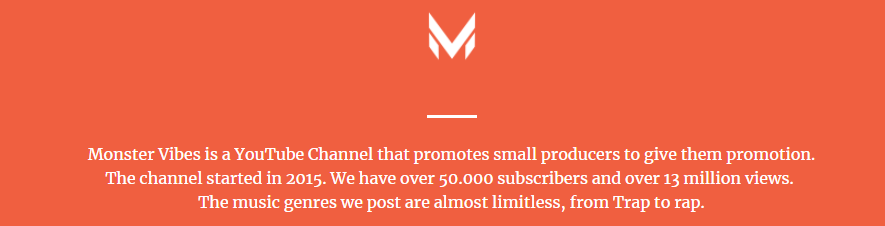 Monster Vibes is a YouTube Channel that promotes small producers to give them promotion.
The channel started in 2015. We have over 50.000 subscribers and over 13 million views.
The music genres we post are almost limitless, from Trap to rap.